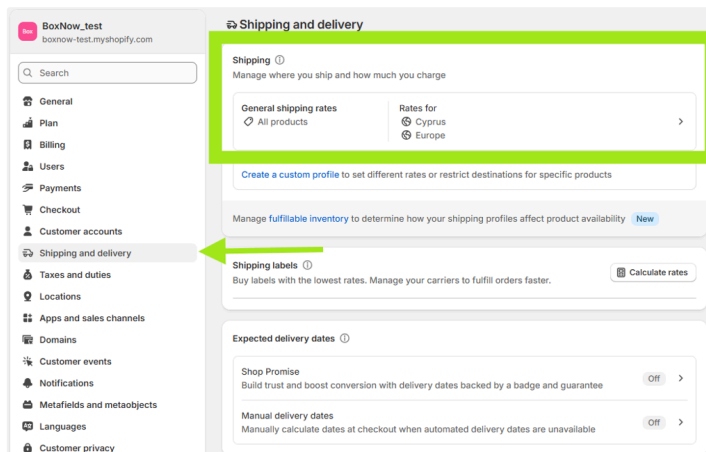 Box
BoxNow_test
boxnow-test.myshopify.com
Search
General
Plan
Billing
Users
Payments
Checkout
Customer accounts
Shipping and delivery
Taxes and duties
Locations
Apps and sales channels
Domains
Customer events
Notifications
Metafields and metaobjects
Languages
Customer privacy
Shipping and delivery
Shipping
Manage where you ship and how much you charge
General shipping rates
All products
Rates for
Cyprus
Europe
Create a custom profile to set different rates or restrict destinations for specific products
Manage fulfillable inventory to determine how your shipping profiles affect product availability New
Shipping labels
Buy labels with the lowest rates. Manage your carriers to fulfill orders faster.
Calculate rates
Expected delivery dates
Shop Promise
Build trust and boost conversion with delivery dates backed by a badge and guarantee
Off
Manual delivery dates
Manually calculate dates at checkout when automated delivery dates are unavailable
Off